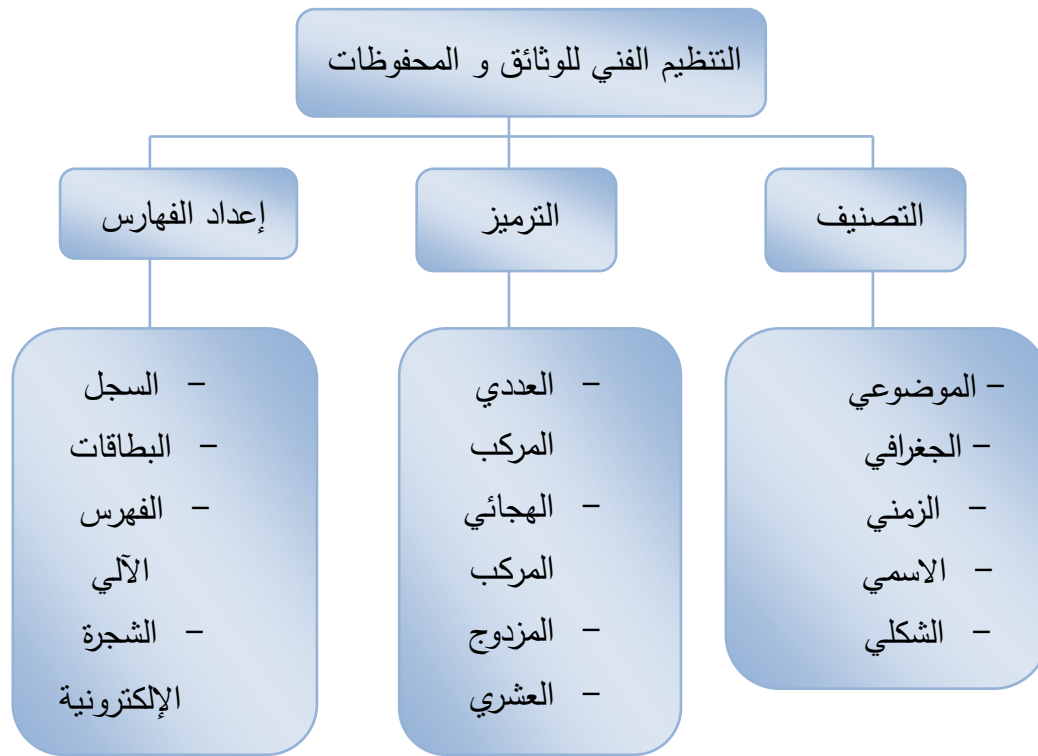 التنظيم الفني للوثائق و المحفوظات
التصنيف
– الموضوعي
– الجغرافي
– الزمني
– الاسمي
– الشكلي
الترميز
– العددي
المركب
– الهجائي
المركب
– المزدوج
– العشري
إعداد الفهارس
– السجل
– البطاقات
– الفهرس
الآلي
– الشجرة
الإلكترونية